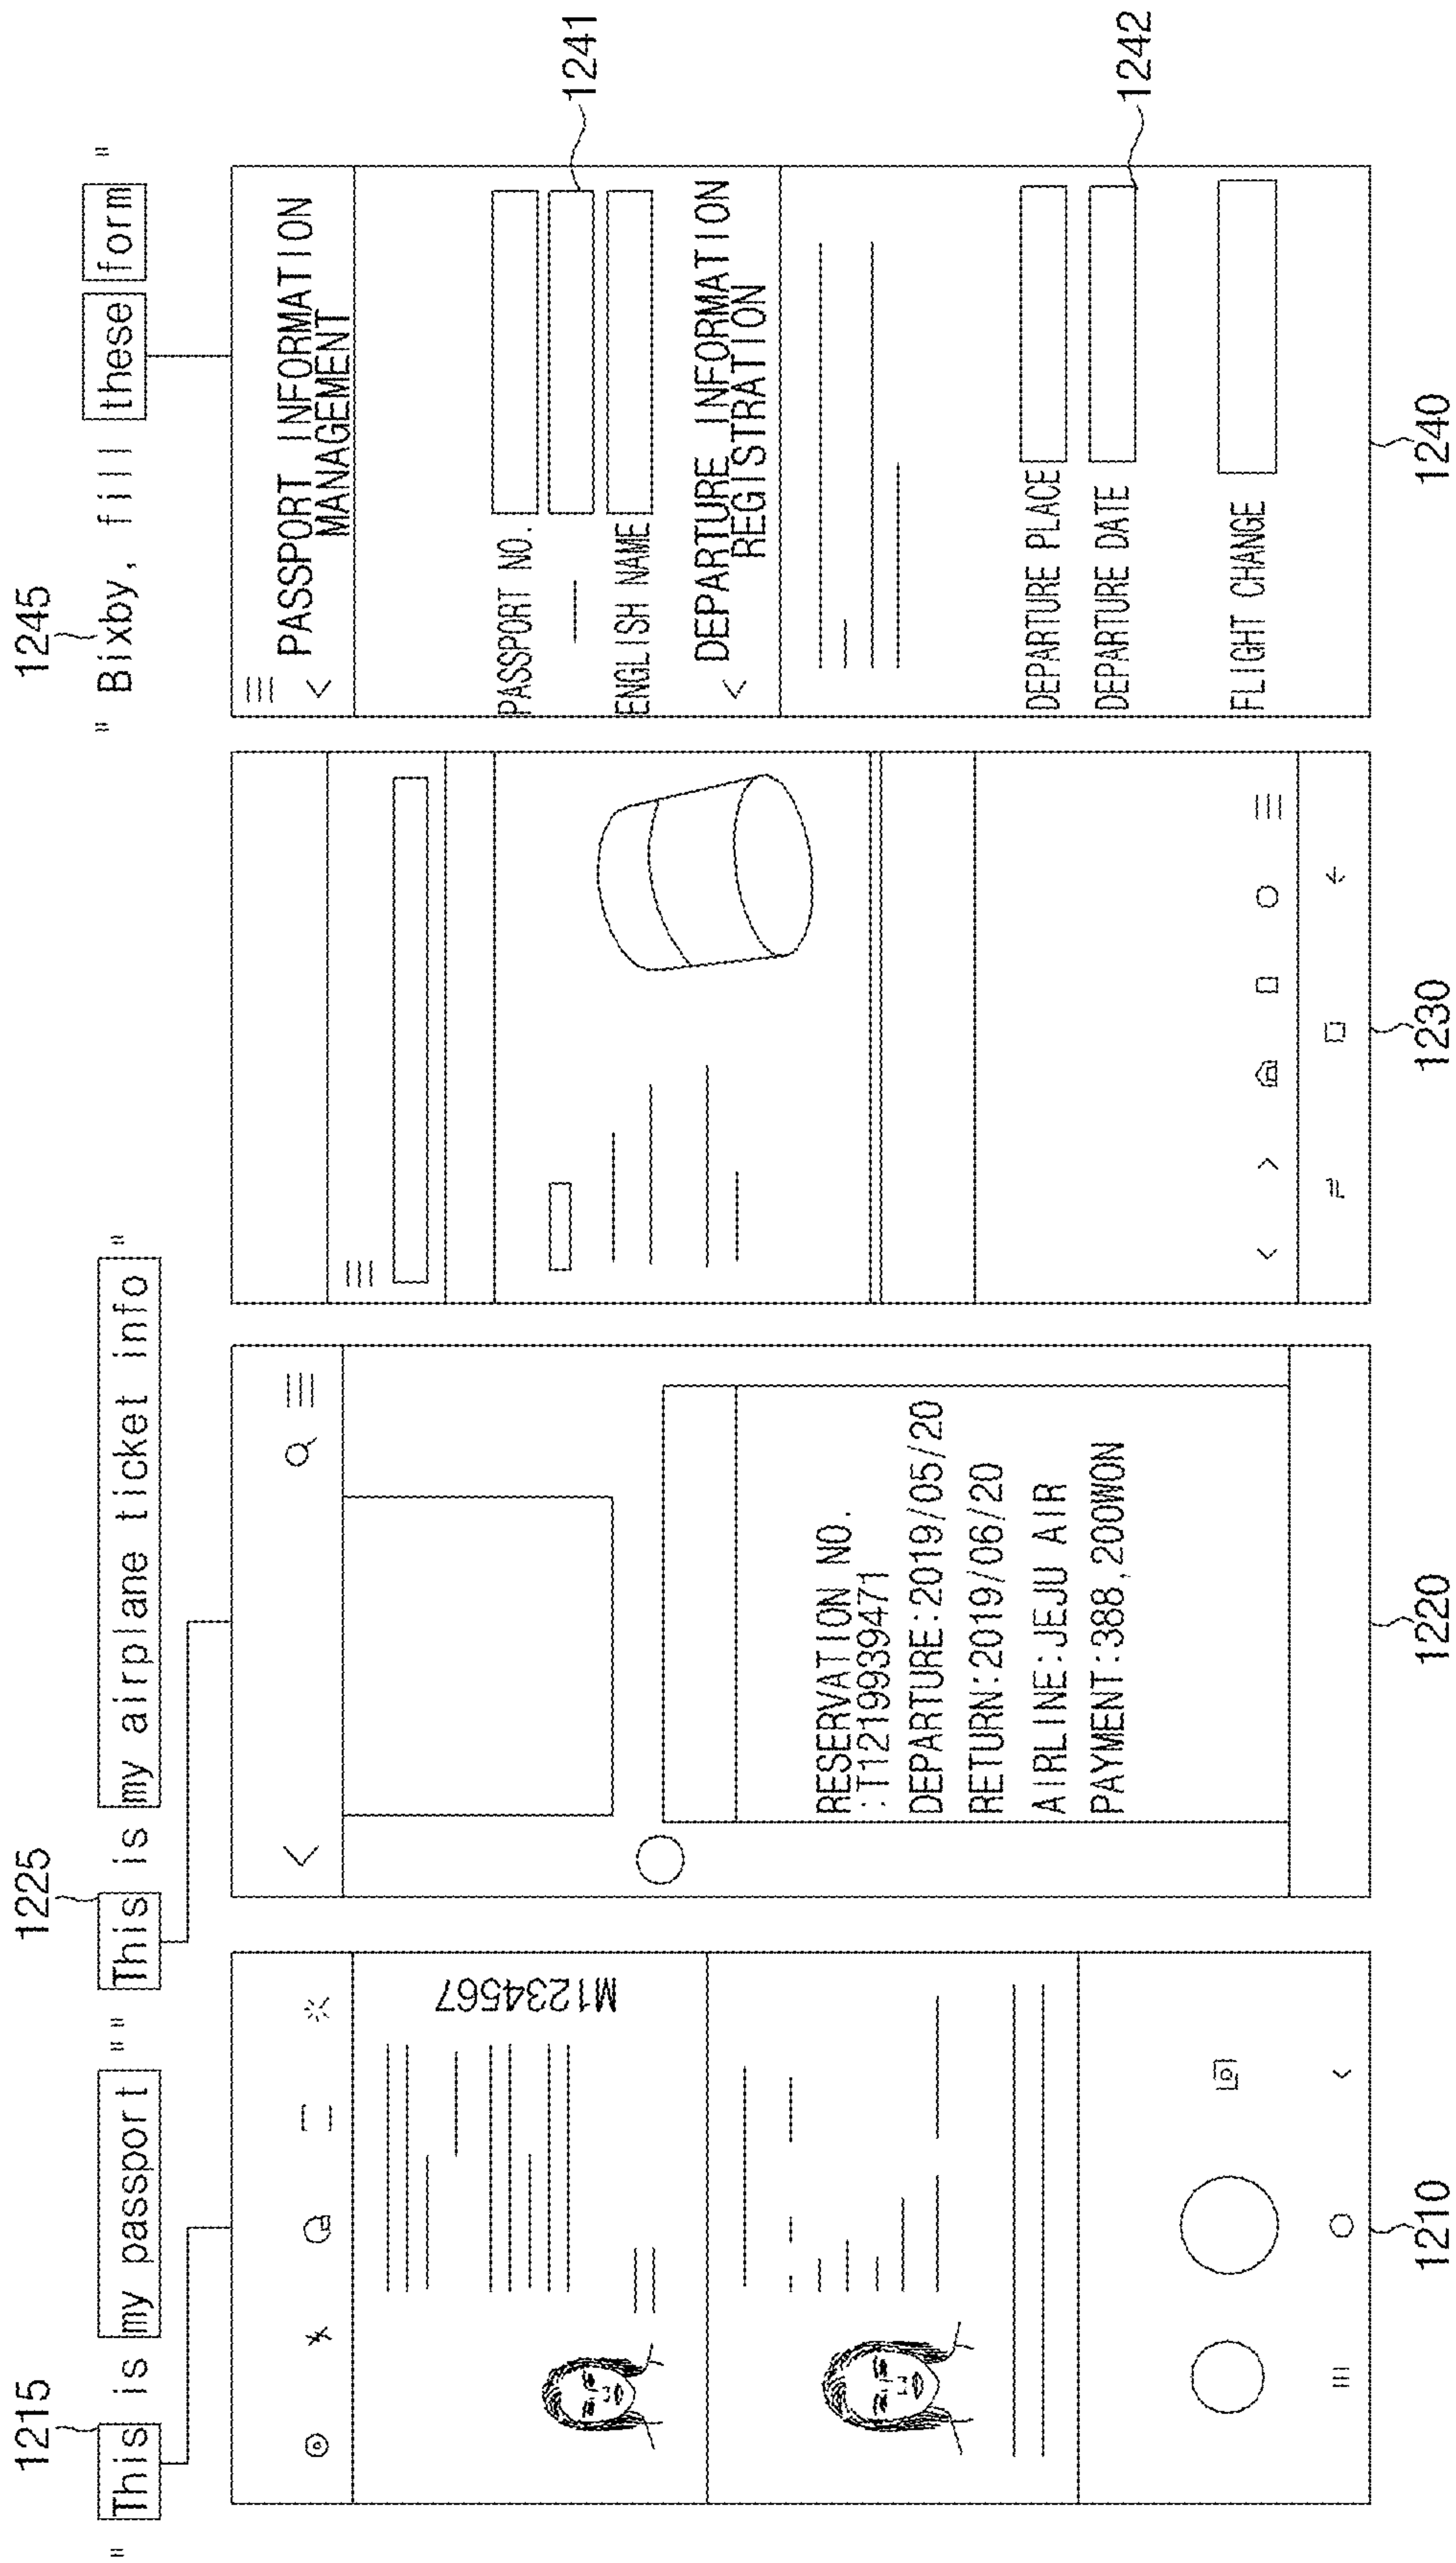 1215
1225
1245
" This is my passport "
" This is my airplane ticket info "
" Bixby, fill these form "
M1234567
RESERVATION NO.
:T1219939471
DEPARTURE:2019/05/20
RETURN:2019/06/20
AIRLINE:JEJU AIR
PAYMENT:388,200WON
PASSPORT INFORMATION
MANAGEMENT
PASSPORT NO.
ENGLISH NAME
1241
DEPARTURE INFORMATION
REGISTRATION
DEPARTURE PLACE
DEPARTURE DATE
1242
FLIGHT CHANGE
1210
1220
1230
1240